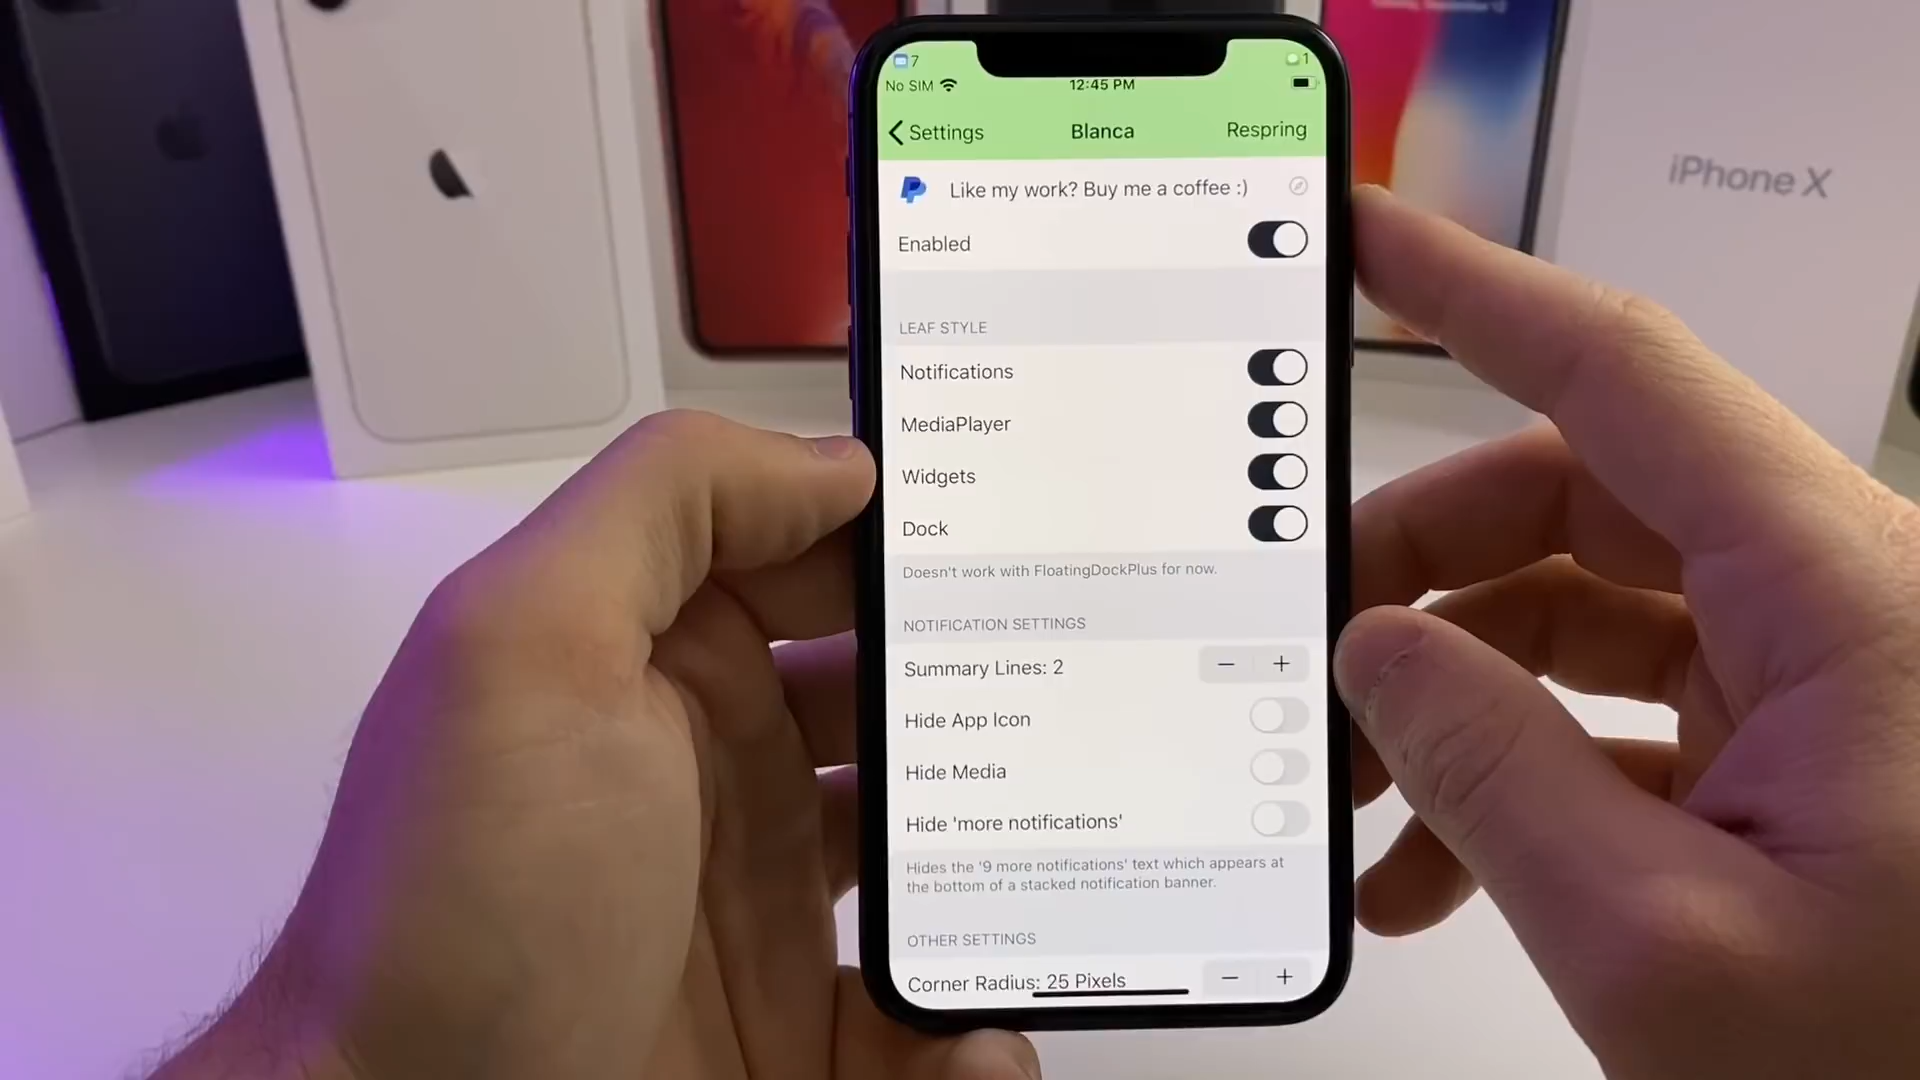 7
1
No SIM
12:45 PM
Settings
Blanca
Respring
Like my work? Buy me a coffee :)
Enabled
LEAF STYLE
Notifications
MediaPlayer
Widgets
Dock
Doesn't work with FloatingDockPlus for now.
NOTIFICATION SETTINGS
Summary Lines: 2
Hide App Icon
Hide Media
Hide 'more notifications'
Hides the '9 more notifications' text which appears at
the bottom of a stacked notification banner.
OTHER SETTINGS
Corner Radius: 25 Pixels
iPhone X